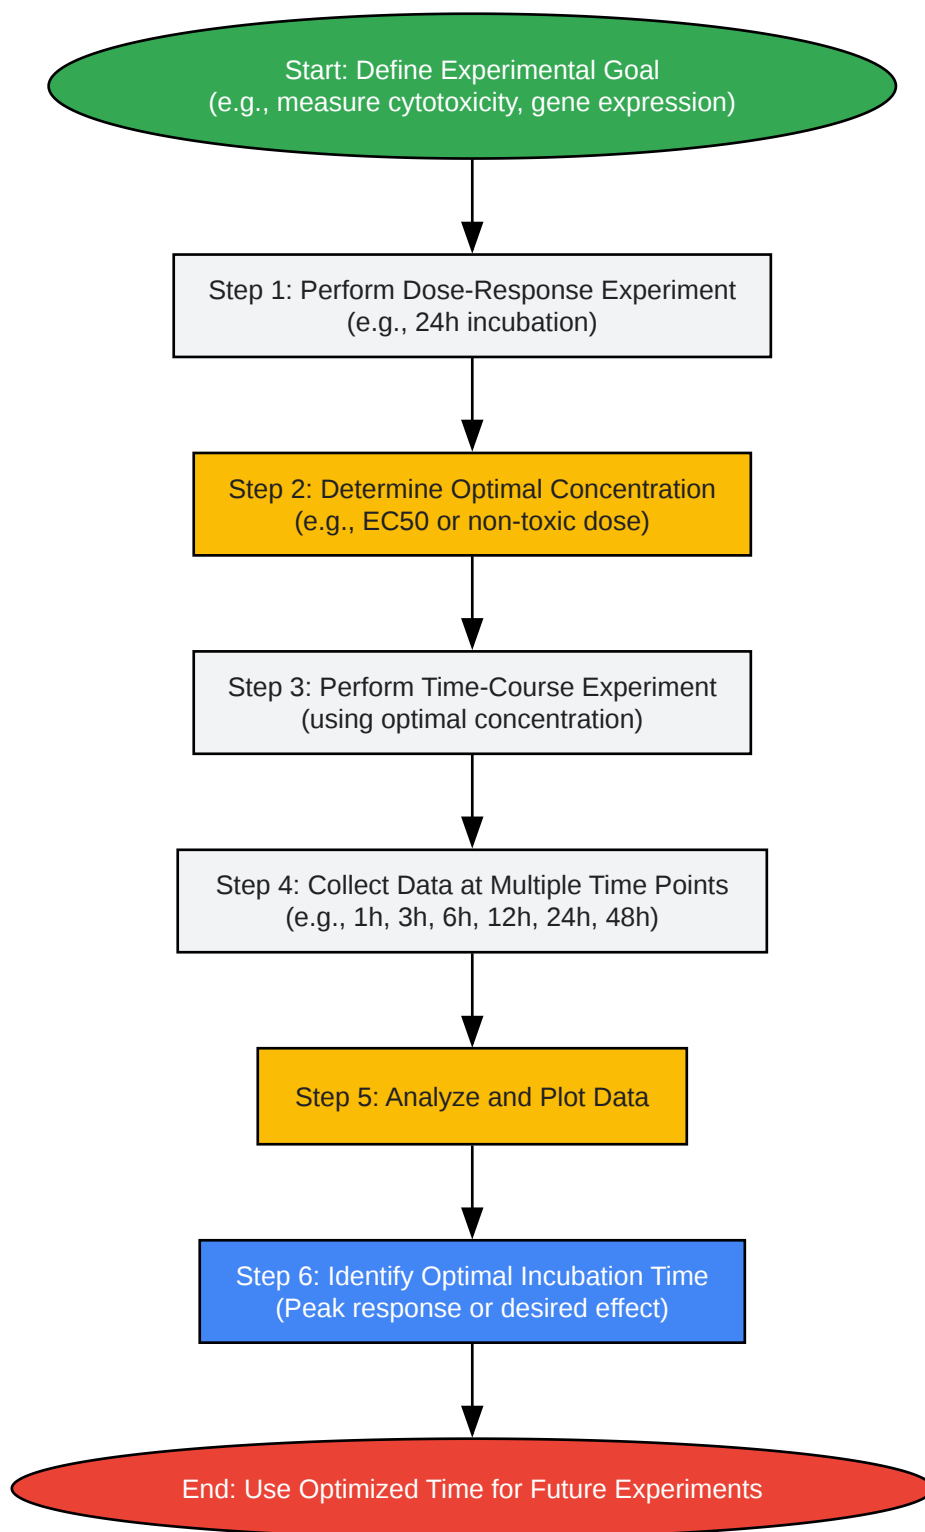 Start: Define Experimental Goal
(e.g., measure cytotoxicity, gene expression)
Step 1: Perform Dose-Response Experiment
(e.g., 24h incubation)
Step 2: Determine Optimal Concentration
(e.g., EC50 or non-toxic dose)
Step 3: Perform Time-Course Experiment
(using optimal concentration)
Step 4: Collect Data at Multiple Time Points
(e.g., 1h, 3h, 6h, 12h, 24h, 48h)
Step 5: Analyze and Plot Data
Step 6: Identify Optimal Incubation Time
(Peak response or desired effect)
End: Use Optimized Time for Future Experiments